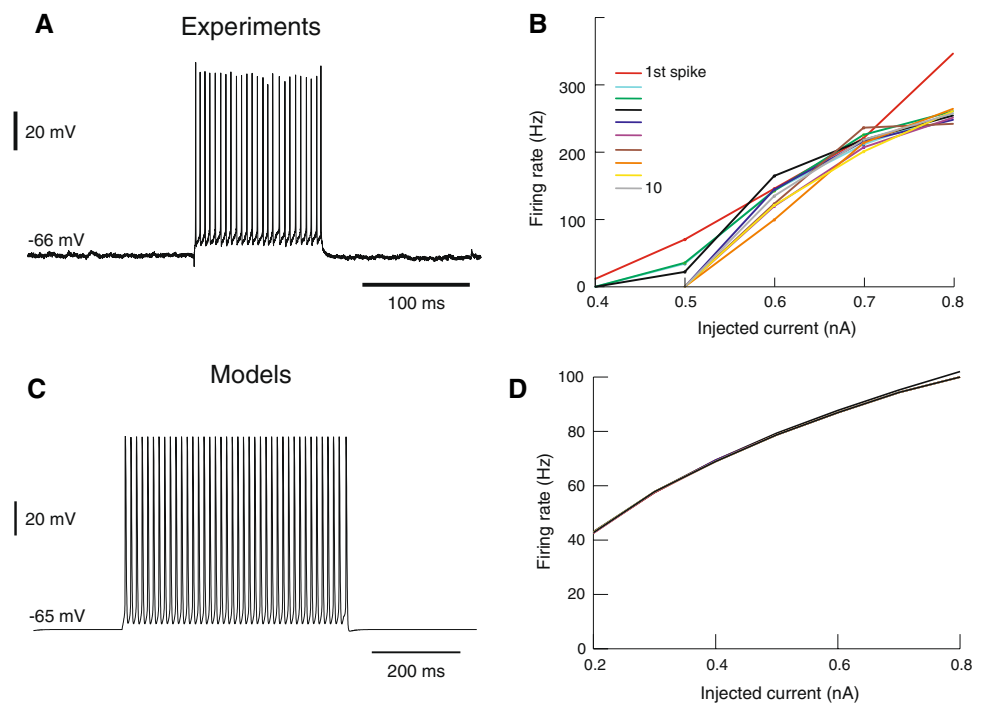 A
Experiments
20 mV
-66 mV
100 ms
B
Firing rate (Hz)
300
200
100
0
1st spike
10
0.4 0.5 0.6 0.7 0.8
Injected current (nA)
C
Models
20 mV
-65 mV
200 ms
D
Firing rate (Hz)
100
80
60
40
20
0
0.2 0.4 0.6 0.8
Injected current (nA)